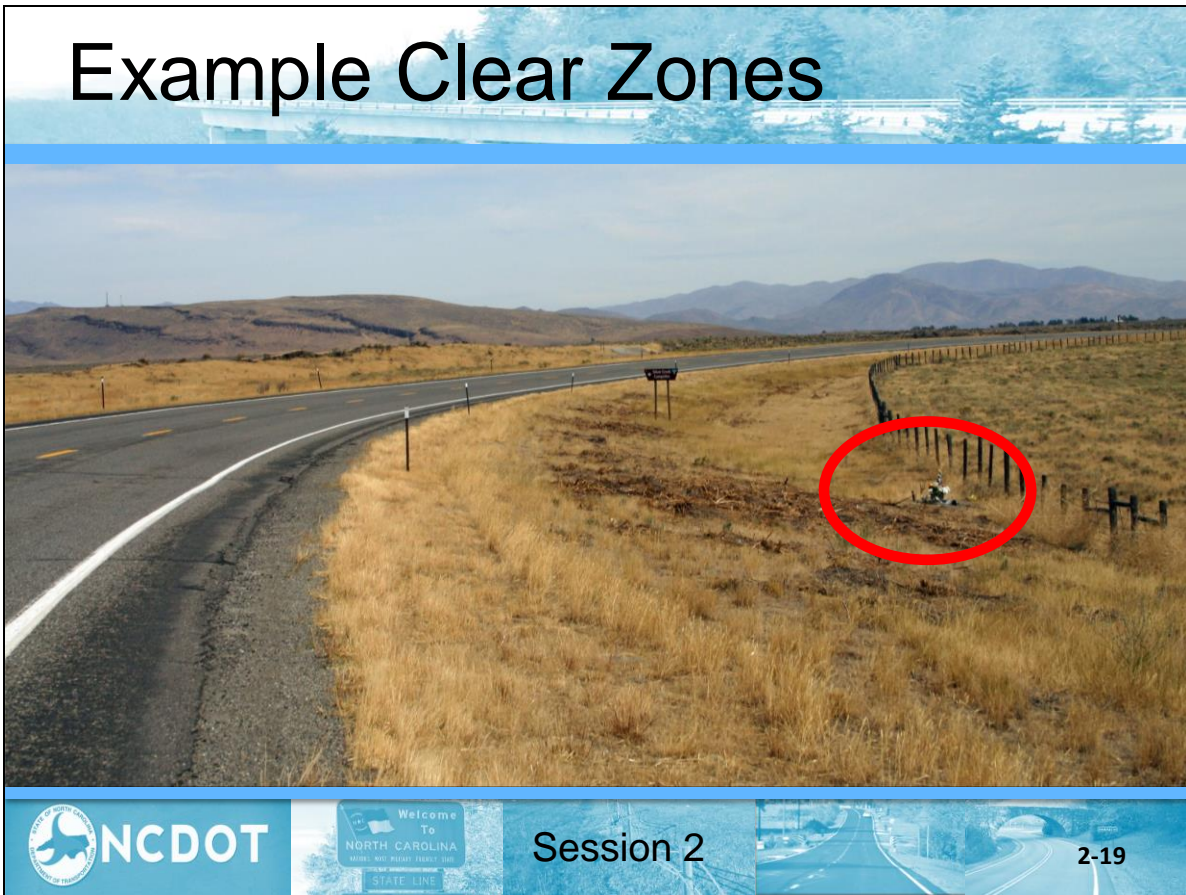 Example Clear Zones
NCDOT
Welcome
To
NORTH CAROLINA
STATE LINE
Session 2
2-19